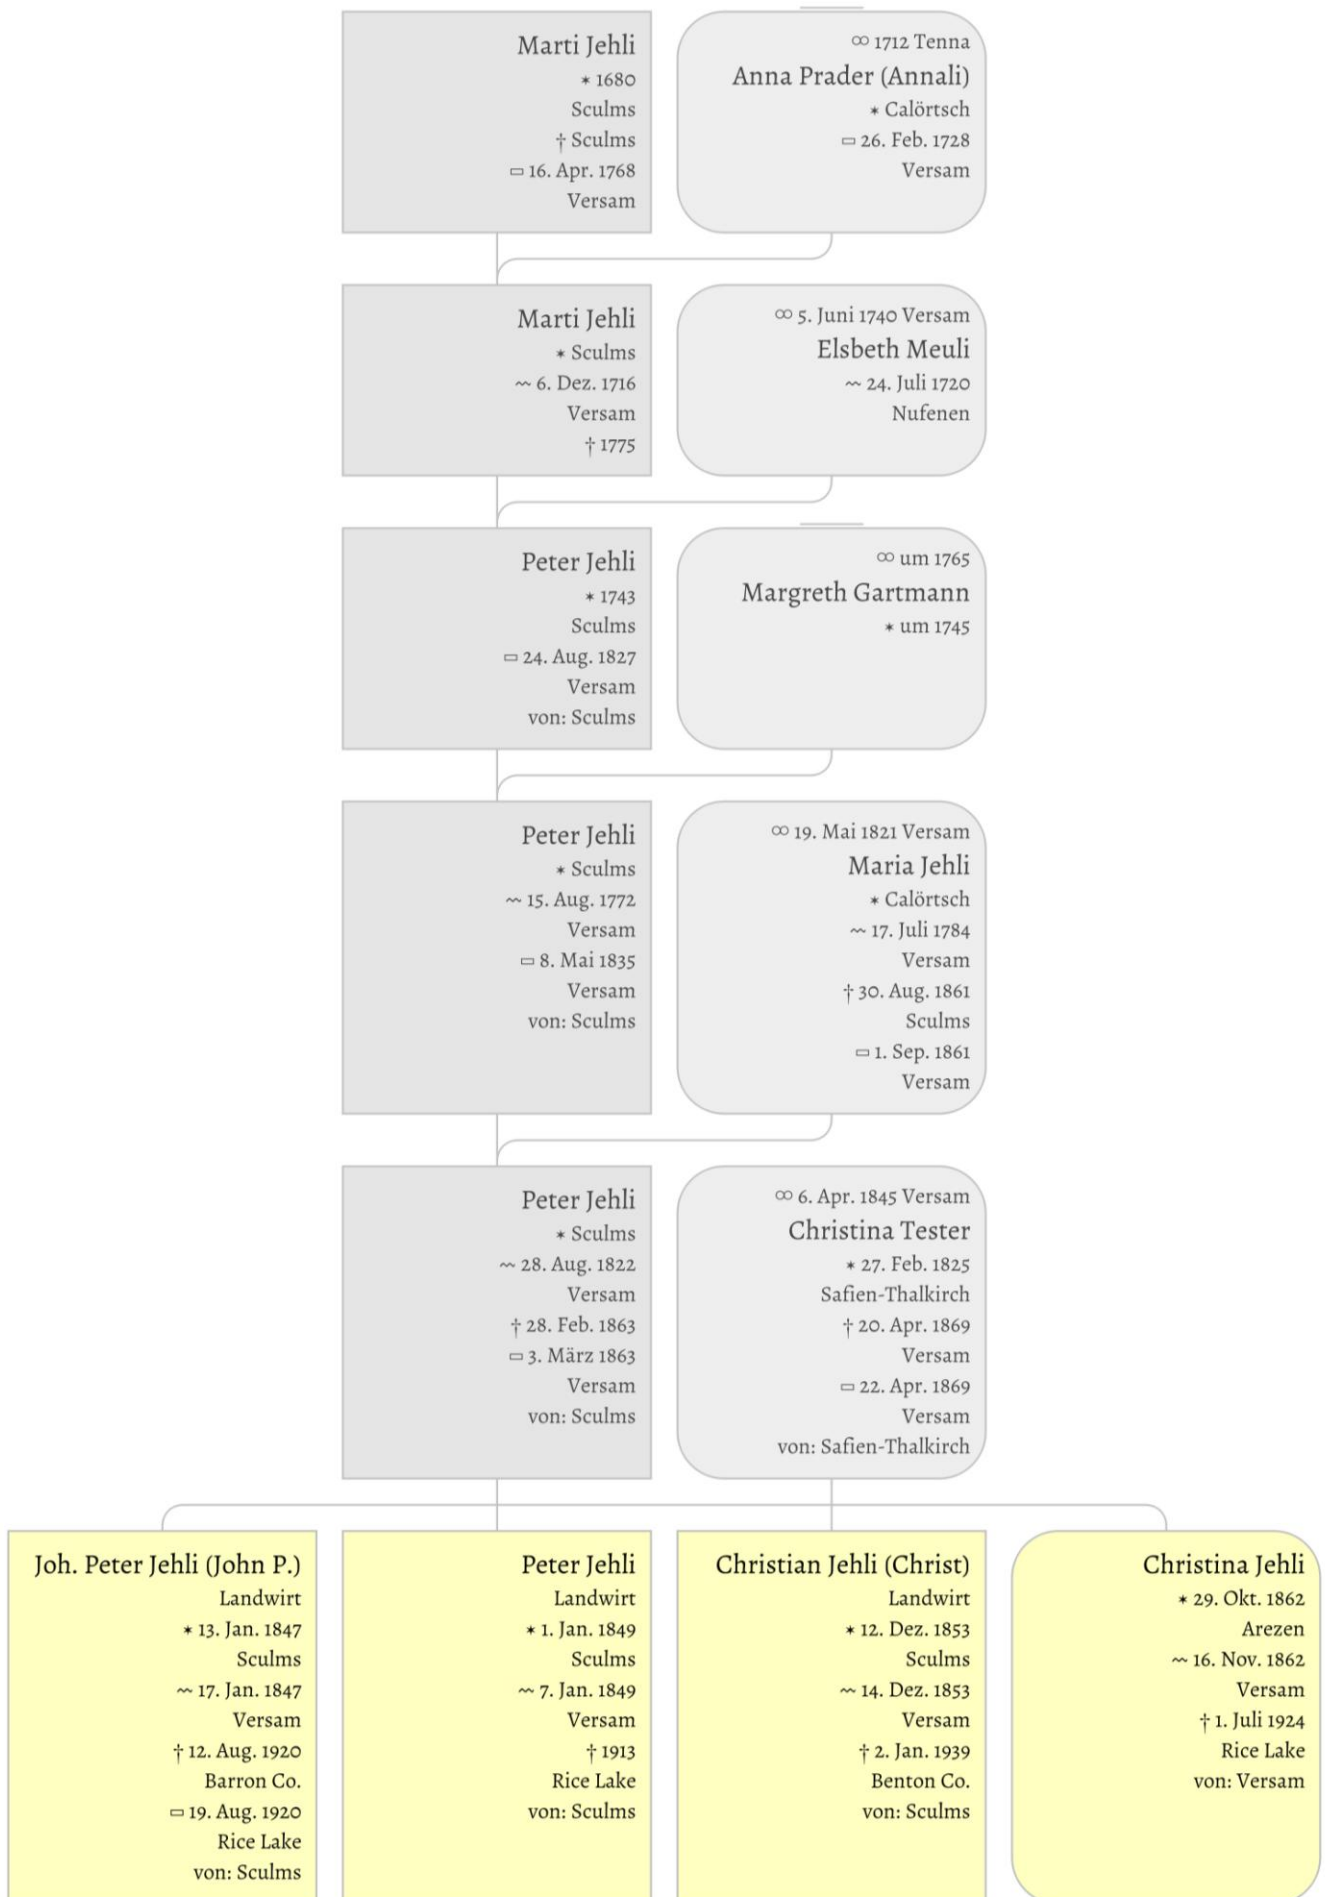 Marti Jehli
* 1680
Sculms
† Sculms
▭ 16. Apr. 1768
Versam
∞ 1712 Tenna
Anna Prader (Annali)
* Calörtsch
▭ 26. Feb. 1728
Versam
Marti Jehli
* Sculms
~ 6. Dez. 1716
Versam
† 1775
∞ 5. Juni 1740 Versam
Elsbeth Meuli
~ 24. Juli 1720
Nufenen
Peter Jehli
* 1743
Sculms
▭ 24. Aug. 1827
Versam
von: Sculms
∞ um 1765
Margreth Gartmann
* um 1745
Peter Jehli
* Sculms
~ 15. Aug. 1772
Versam
▭ 8. Mai 1835
Versam
von: Sculms
∞ 19. Mai 1821 Versam
Maria Jehli
* Calörtsch
~ 17. Juli 1784
Versam
† 30. Aug. 1861
Sculms
▭ 1. Sep. 1861
Versam
Peter Jehli
* Sculms
~ 28. Aug. 1822
Versam
† 28. Feb. 1863
▭ 3. März 1863
Versam
von: Sculms
∞ 6. Apr. 1845 Versam
Christina Tester
* 27. Feb. 1825
Safien-Thalkirch
† 20. Apr. 1869
Versam
▭ 22. Apr. 1869
Versam
von: Safien-Thalkirch
Joh. Peter Jehli (John P.)
Landwirt
* 13. Jan. 1847
Sculms
~ 17. Jan. 1847
Versam
† 12. Aug. 1920
Barron Co.
▭ 19. Aug. 1920
Rice Lake
von: Sculms
Peter Jehli
Landwirt
* 1. Jan. 1849
Sculms
~ 7. Jan. 1849
Versam
† 1913
Rice Lake
von: Sculms
Christian Jehli (Christ)
Landwirt
* 12. Dez. 1853
Sculms
~ 14. Dez. 1853
Versam
† 2. Jan. 1939
Benton Co.
von: Sculms
Christina Jehli
* 29. Okt. 1862
Arezen
~ 16. Nov. 1862
Versam
† 1. Juli 1924
Rice Lake
von: Versam